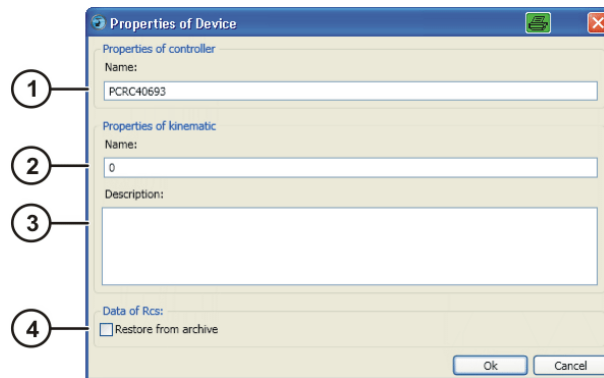 Properties of Device
Properties of controller
Name:
1
PCRC40693
Properties of kinematic
Name:
2
0
Description:
3
Data of Rcs:
4
Restore from archive
Ok
Cancel